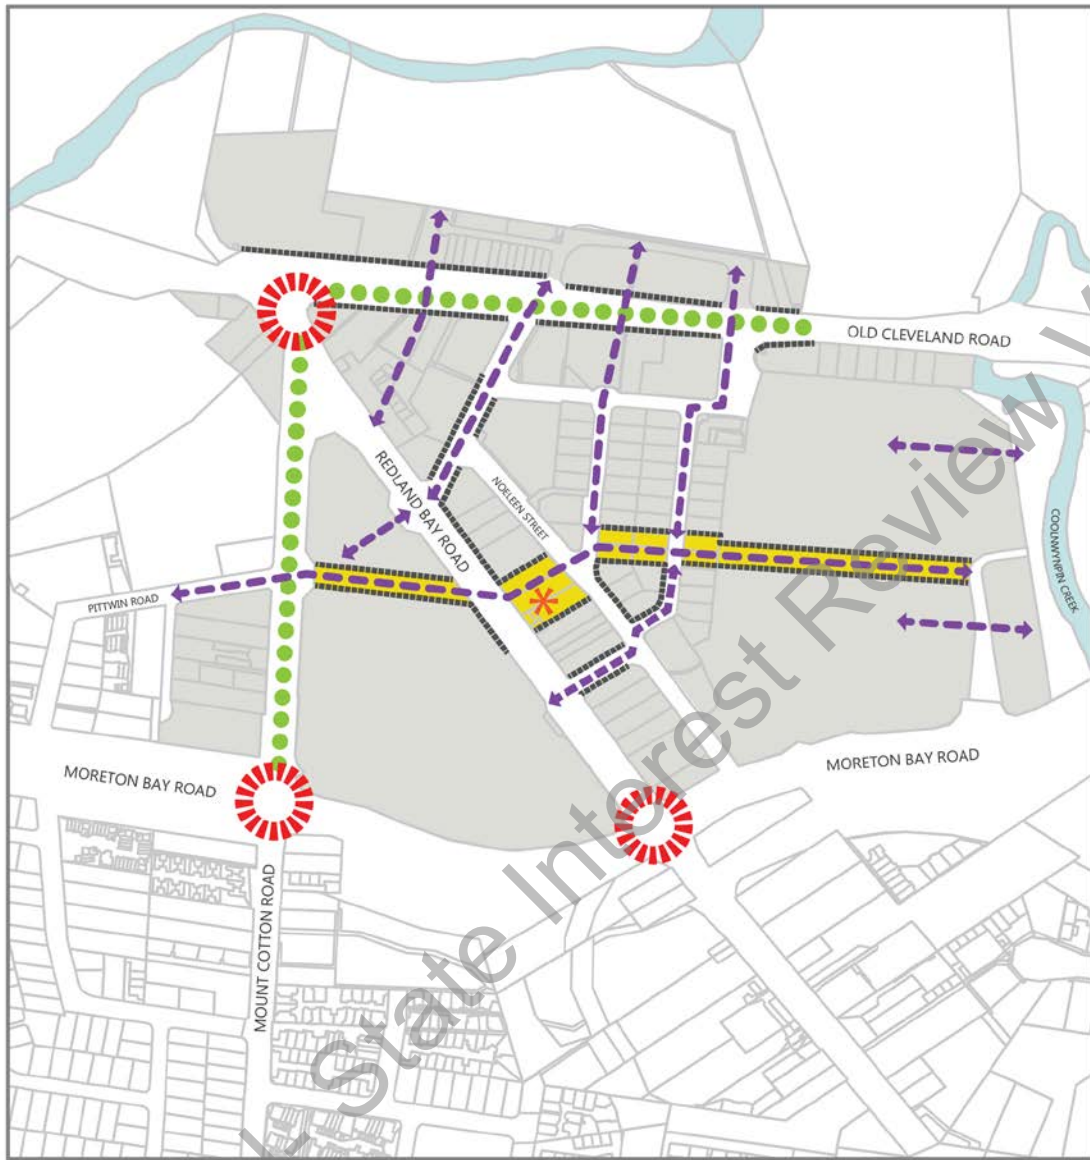 OLD CLEVELAND ROAD
REDLAND BAY ROAD
NOELEEN STREET
COOLNWYNPIN CREEK
PITTWIN ROAD
MORETON BAY ROAD
MORETON BAY ROAD
MOUNT COTTON ROAD
State Interest Review V